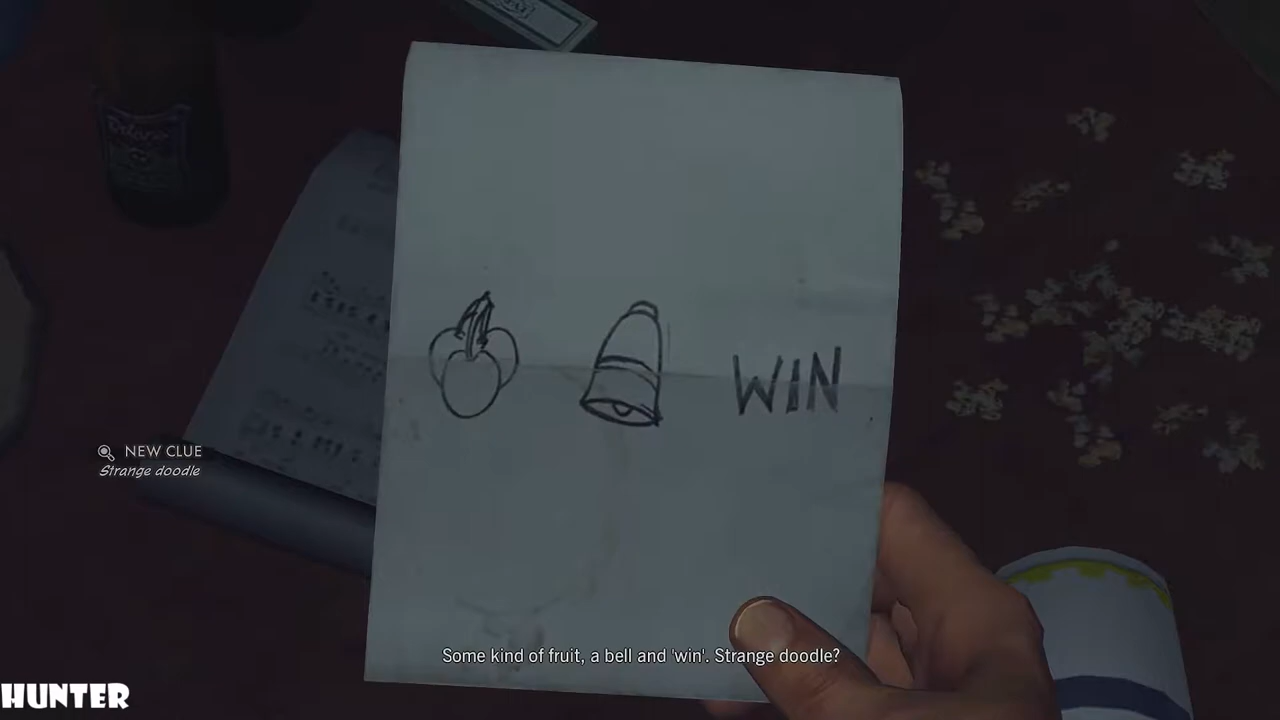 WIN
NEW CLUE
Strange doodle
Some kind of fruit, a bell and 'win'. Strange doodle?
HUNTER